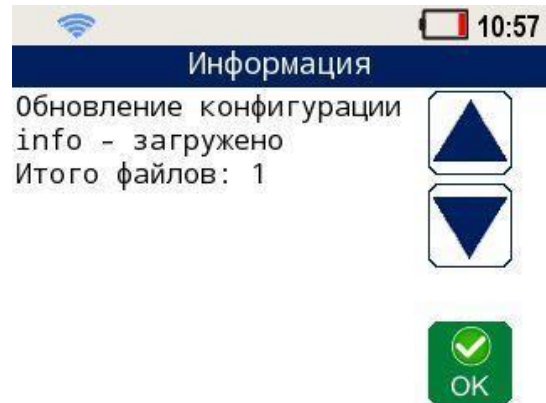 10:57
Информация
Обновление конфигурации
info - загружено
Итого файлов: 1
OK